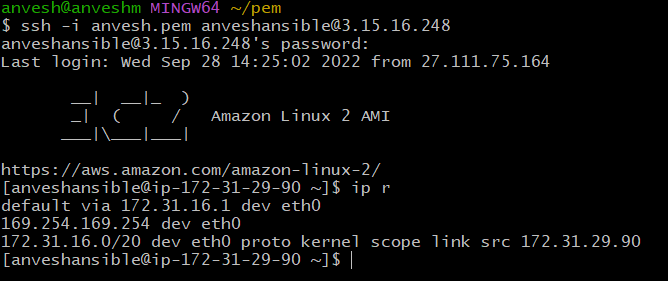 anvesh@anveshm MINGW64 ~/pem
$ ssh -i anvesh.pem anveshansible@3.15.16.248
anveshansible@3.15.16.248's password:
Last login: Wed Sep 28 14:25:02 2022 from 27.111.75.164
       __|  __|_  )
       _|  (     /   Amazon Linux 2 AMI
      ___|\___|___|
https://aws.amazon.com/amazon-linux-2/
[anveshansible@ip-172-31-29-90 ~]$ ip r
default via 172.31.16.1 dev eth0
169.254.169.254 dev eth0
172.31.16.0/20 dev eth0 proto kernel scope link src 172.31.29.90
[anveshansible@ip-172-31-29-90 ~]$